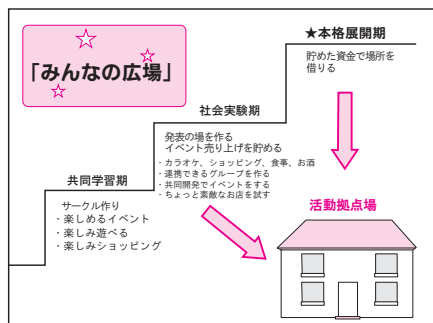 「みんなの広場」
★本格展開期
貯めた資金で場所を
借りる
社会実験期
発表の場を作る
イベント売り上げを貯める
・カラオケ、ショッピング、食事、お酒
・連携できるグループを作る
・共同開発でイベントをする
・ちょっと素敵なお店を試す
共同学習期
サークル作り
・楽しめるイベント
・楽しみ遊べる
・楽しみショッピング
活動拠点場